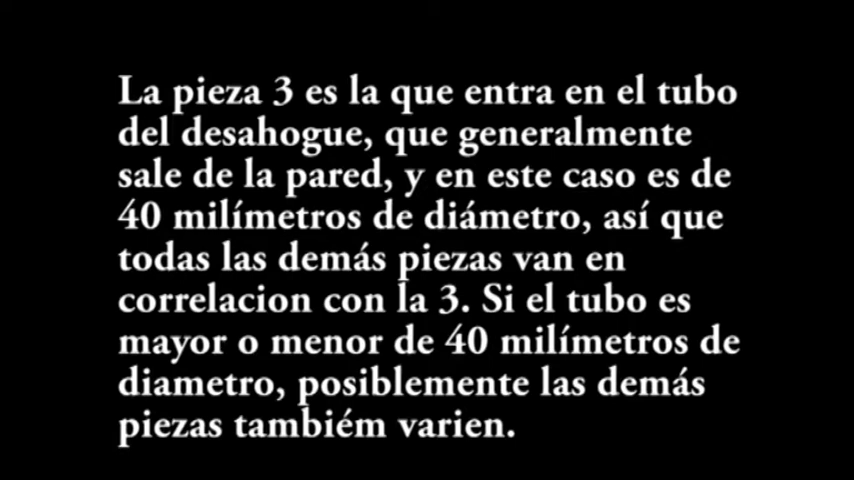 La pieza 3 es la que entra en el tubo
del desahogue, que generalmente
sale de la pared, y en este caso es de
40 milímetros de diámetro, así que
todas las demás piezas van en
correlacion con la 3. Si el tubo es
mayor o menor de 40 milímetros de
diametro, posiblemente las demás
piezas tambiém varien.